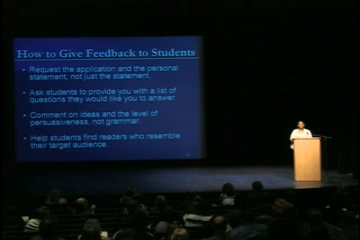 How to Give Feedback to Students
• Request the application and the personal
statement, not just the statement.
• Ask students to provide you with a list of
questions they would like you to answer.
• Comment on ideas and the level of
persuasiveness, not grammar.
• Help students find readers who resemble
their target audience.